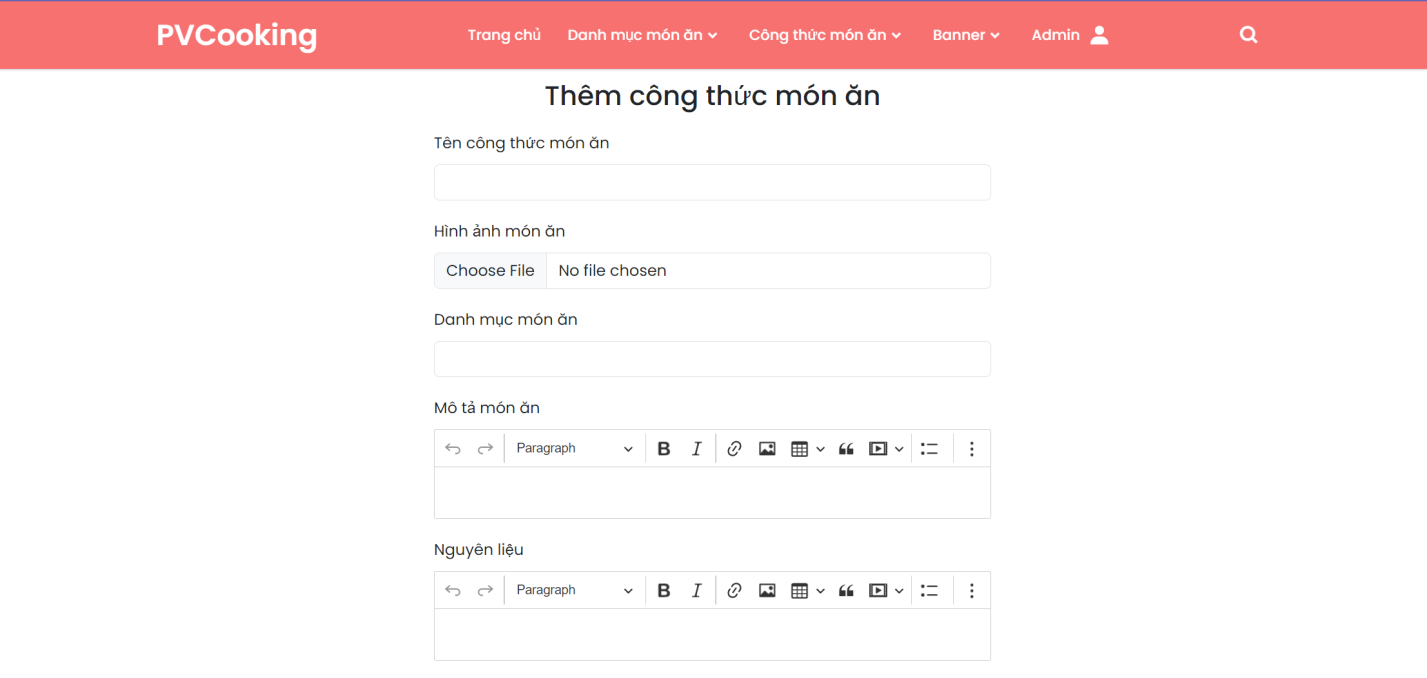 PVCooking Trang chủ Danh mục món ăn Công thức món ăn Banner Admin
Thêm công thức món ăn
Tên công thức món ăn
Hình ảnh món ăn
Choose File No file chosen
Danh mục món ăn
Mô tả món ăn
Paragraph B I
Nguyên liệu
Paragraph B I